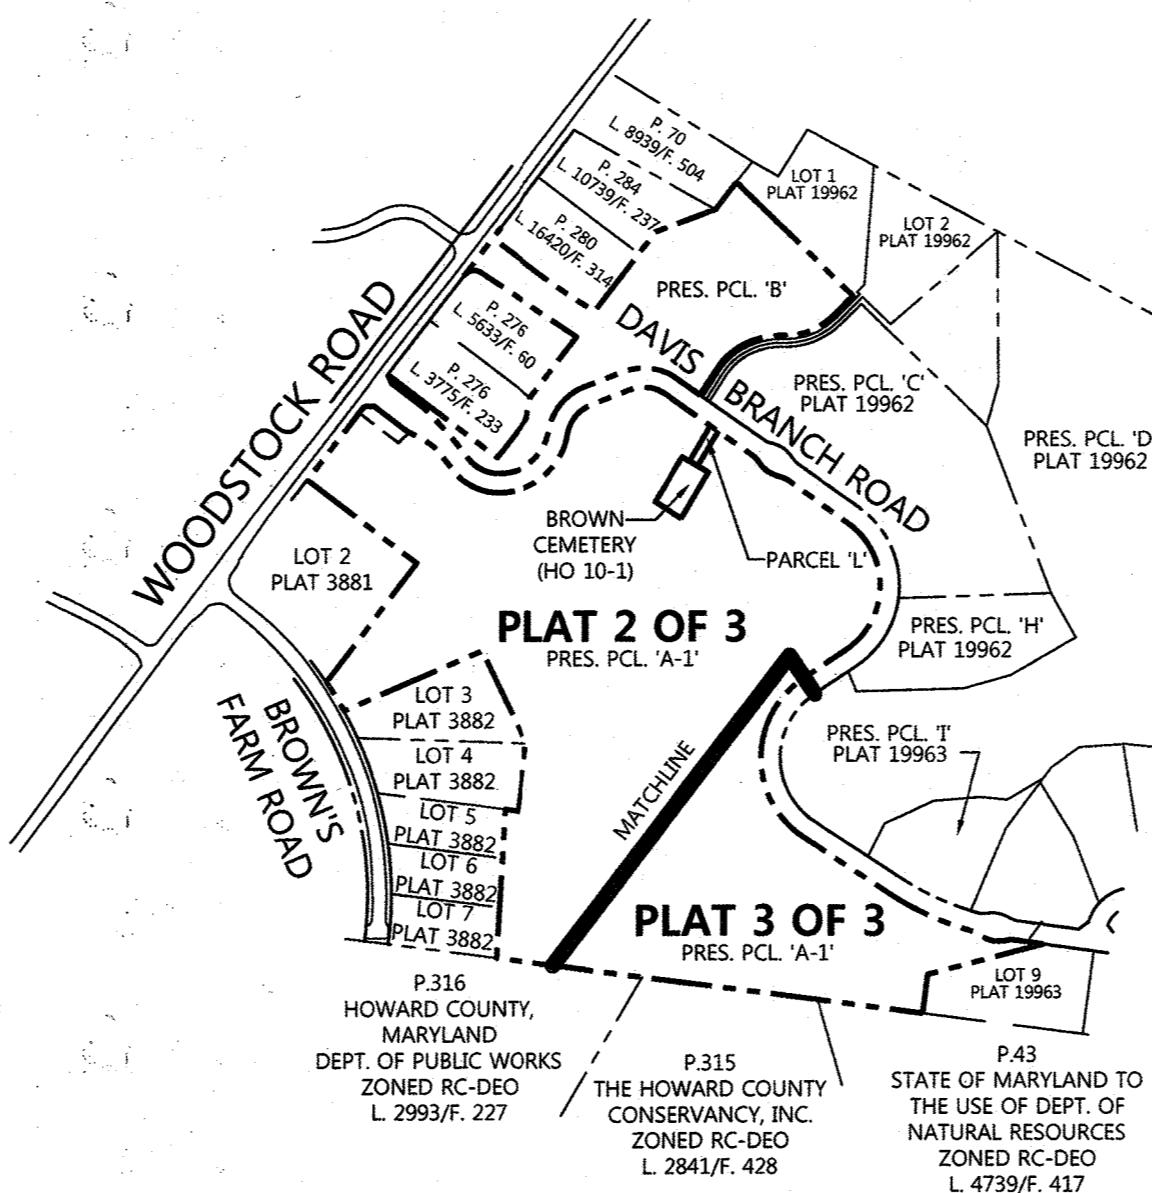 P. 70
L. 8939/F. 504
P. 284
L. 10739/F. 237
P. 280
L. 16420/F. 314
LOT 1
PLAT 19962
LOT 2
PLAT 19962
PRES. PCL. 'B'
P. 276
L. 5633/F. 60
P. 276
L. 3775/F. 233
WOODSTOCK ROAD
DAVIS BRANCH ROAD
PRES. PCL. 'C'
PLAT 19962
PRES. PCL. 'D
PLAT 19962
BROWN
CEMETERY
(HO 10-1)
PARCEL 'L'
LOT 2
PLAT 3881
PLAT 2 OF 3
PRES. PCL. 'A-1'
PRES. PCL. 'H'
PLAT 19962
LOT 3
PLAT 3882
LOT 4
PLAT 3882
LOT 5
PLAT 3882
LOT 6
PLAT 3882
LOT 7
PLAT 3882
BROWN'S
FARM ROAD
MATCHLINE
PRES. PCL. 'I'
PLAT 19963
PLAT 3 OF 3
PRES. PCL. 'A-1'
LOT 9
PLAT 19963
P.316
HOWARD COUNTY,
MARYLAND
DEPT. OF PUBLIC WORKS
ZONED RC-DEO
L. 2993/F. 227
P.315
THE HOWARD COUNTY
CONSERVANCY, INC.
ZONED RC-DEO
L. 2841/F. 428
P.43
STATE OF MARYLAND TO
THE USE OF DEPT. OF
NATURAL RESOURCES
ZONED RC-DEO
L. 4739/F. 417